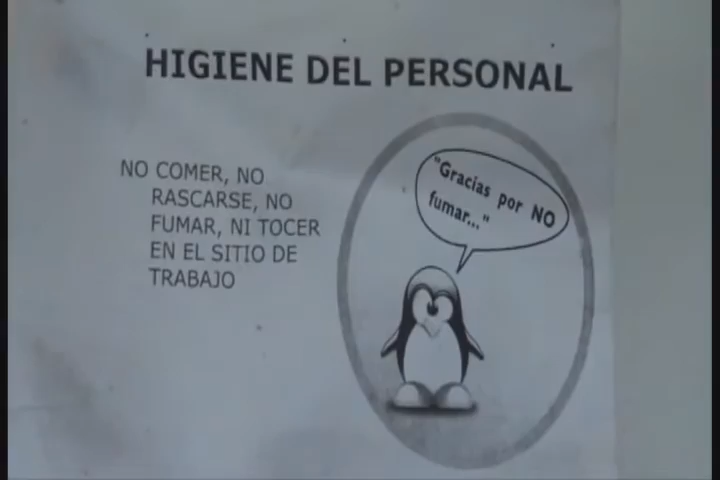 HIGIENE DEL PERSONAL
NO COMER, NO
RASCARSE, NO
FUMAR, NI TOCER
EN EL SITIO DE
TRABAJO
"Gracias por NO
fumar..."